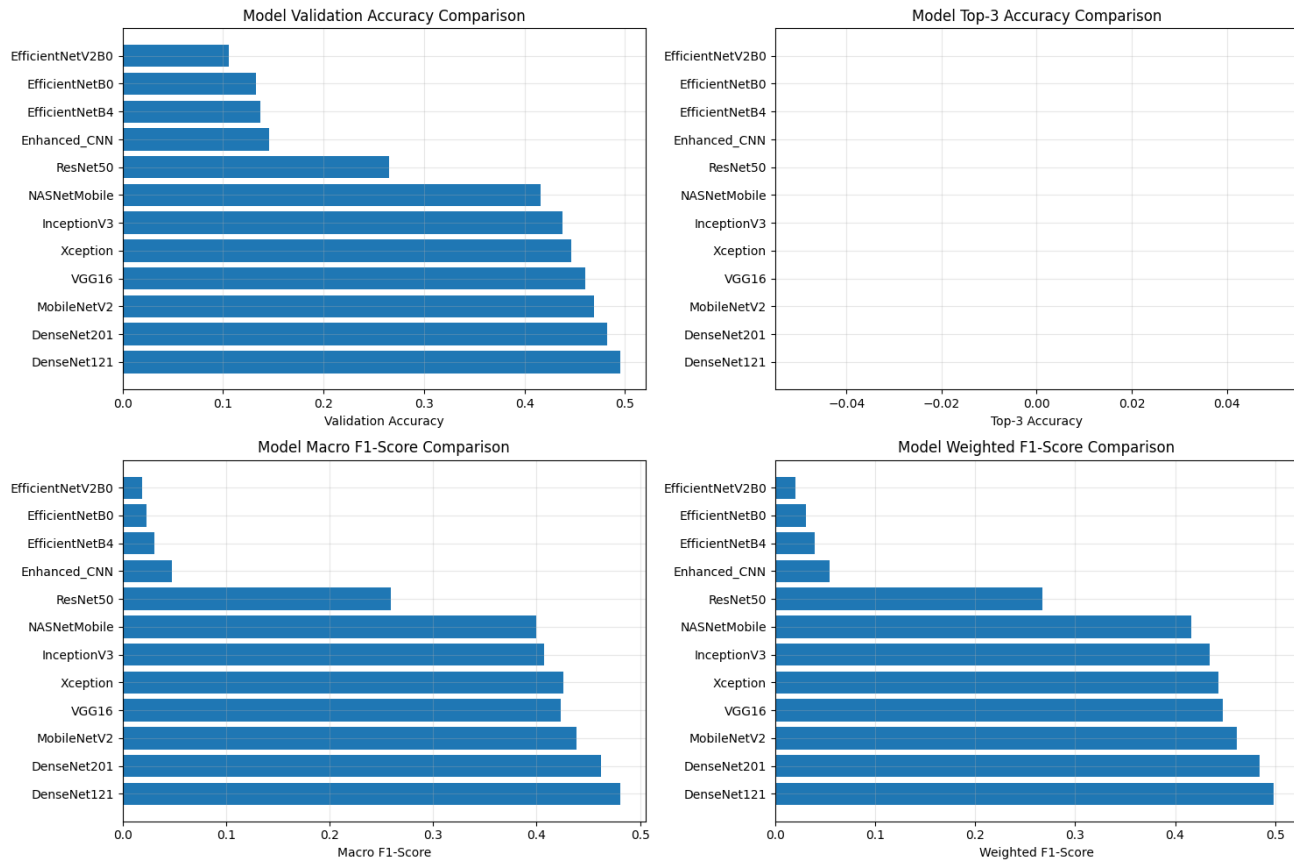 Model Validation Accuracy Comparison
EfficientNetV2B0
EfficientNetB0
EfficientNetB4
Enhanced_CNN
ResNet50
NASNetMobile
InceptionV3
Xception
VGG16
MobileNetV2
DenseNet201
DenseNet121
0.0 0.1 0.2 0.3 0.4 0.5
Validation Accuracy
Model Top-3 Accuracy Comparison
EfficientNetV2B0
EfficientNetB0
EfficientNetB4
Enhanced_CNN
ResNet50
NASNetMobile
InceptionV3
Xception
VGG16
MobileNetV2
DenseNet201
DenseNet121
−0.04 −0.02 0.00 0.02 0.04
Top-3 Accuracy
Model Macro F1-Score Comparison
EfficientNetV2B0
EfficientNetB0
EfficientNetB4
Enhanced_CNN
ResNet50
NASNetMobile
InceptionV3
Xception
VGG16
MobileNetV2
DenseNet201
DenseNet121
0.0 0.1 0.2 0.3 0.4 0.5
Macro F1-Score
Model Weighted F1-Score Comparison
EfficientNetV2B0
EfficientNetB0
EfficientNetB4
Enhanced_CNN
ResNet50
NASNetMobile
InceptionV3
Xception
VGG16
MobileNetV2
DenseNet201
DenseNet121
0.0 0.1 0.2 0.3 0.4 0.5
Weighted F1-Score